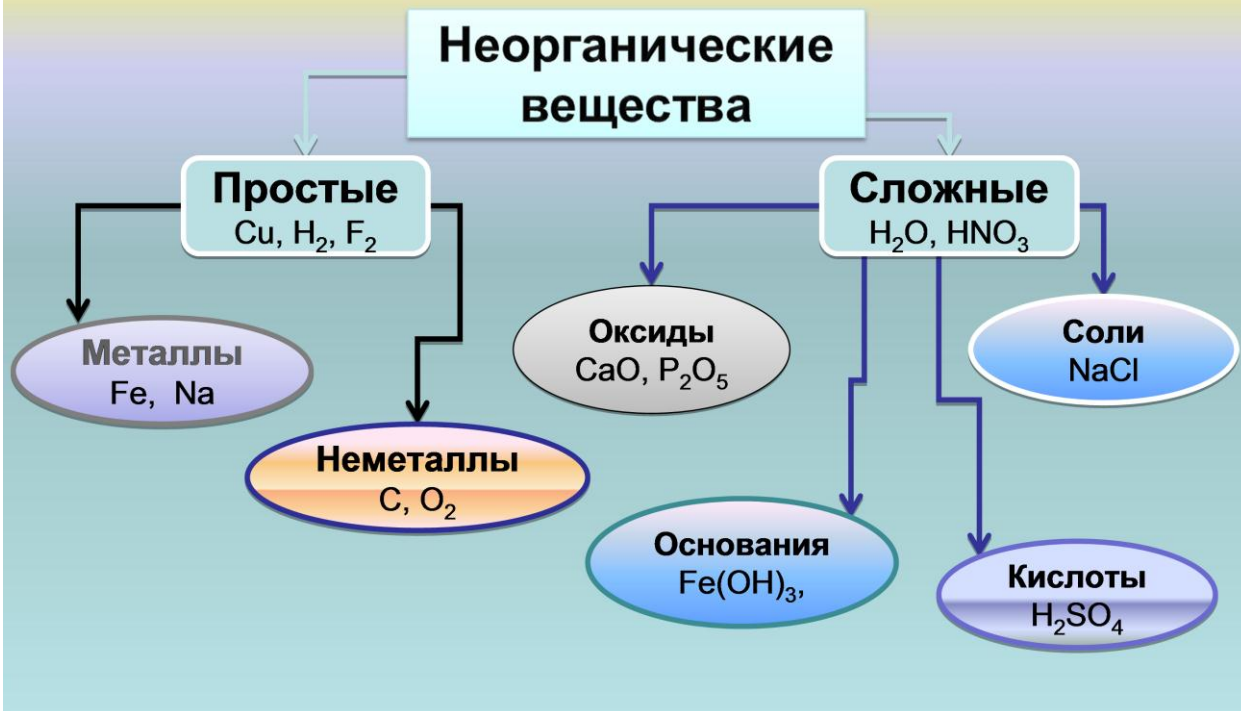 Неорганические
вещества
Простые
Cu, H₂, F₂
Сложные
H₂O, HNO₃
Металлы
Fe, Na
Неметаллы
C, O₂
Оксиды
CaO, P₂O₅
Соли
NaCl
Основания
Fe(OH)₃,
Кислоты
H₂SO₄